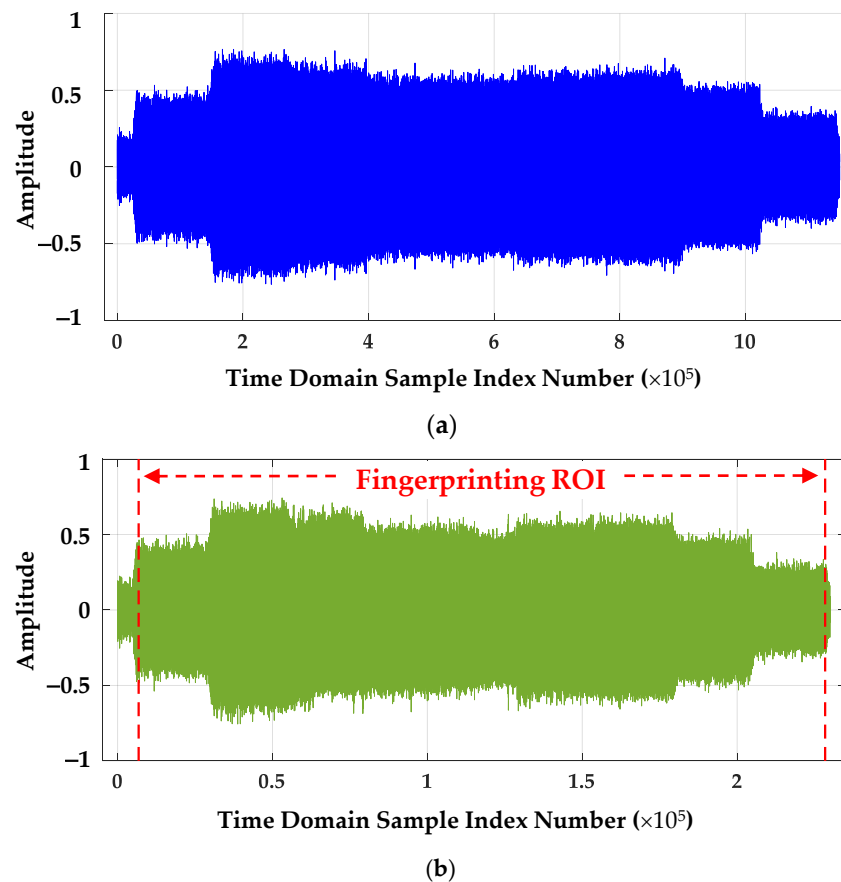 1
0.5
0
−0.5
−1
Amplitude
0 2 4 6 8 10
Time Domain Sample Index Number (×10⁵)
(a)
1
0.5
0
−0.5
−1
Amplitude
Fingerprinting ROI
0 0.5 1 1.5 2
Time Domain Sample Index Number (×10⁵)
(b)